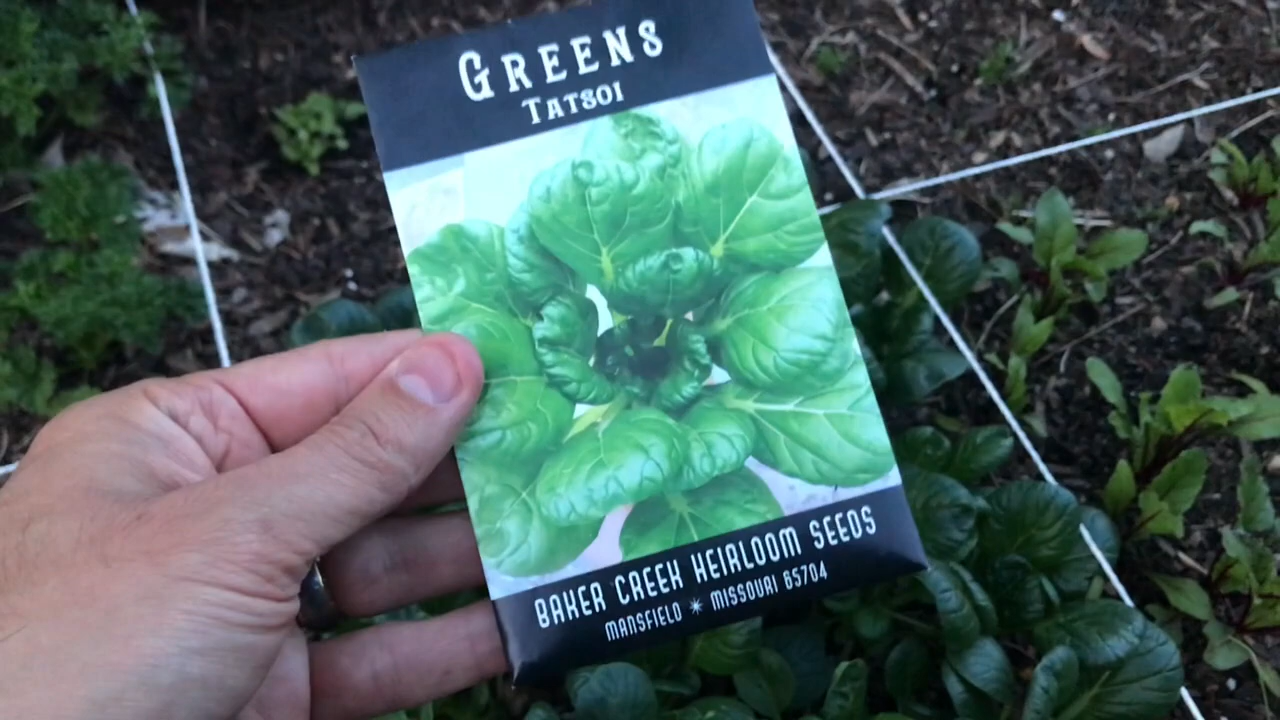 GREENS
TATSOI
BAKER CREEK HEIRLOOM SEEDS
MANSFIELD * MISSOURI 65704